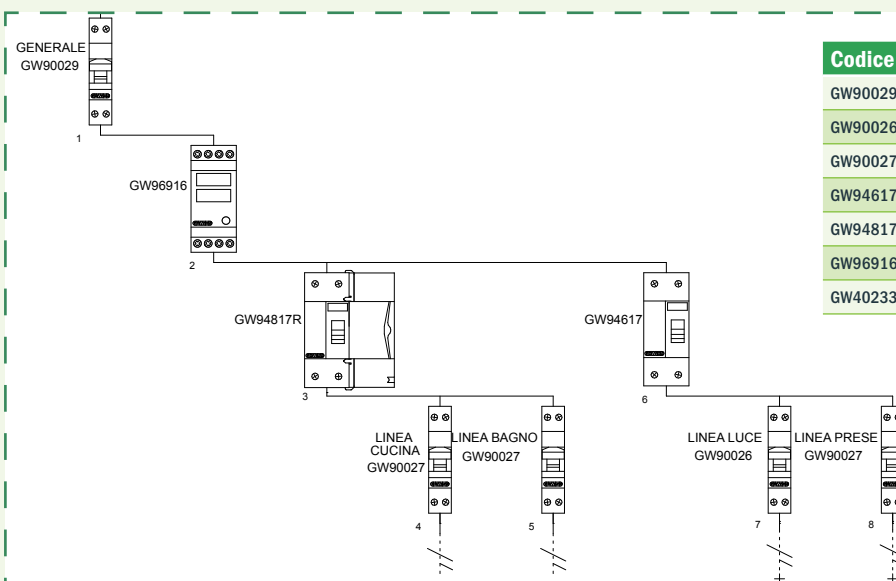 GENERALE
GW90029
1
GW96916
2
GW94817R
3
GW94617
6
LINEA
CUCINA
GW90027
4
LINEA BAGNO
GW90027
5
LINEA LUCE
GW90026
7
LINEA PRESE
GW90027
8
Codice
GW90029
GW90026
GW90027
GW94617
GW94817
GW96916
GW40233